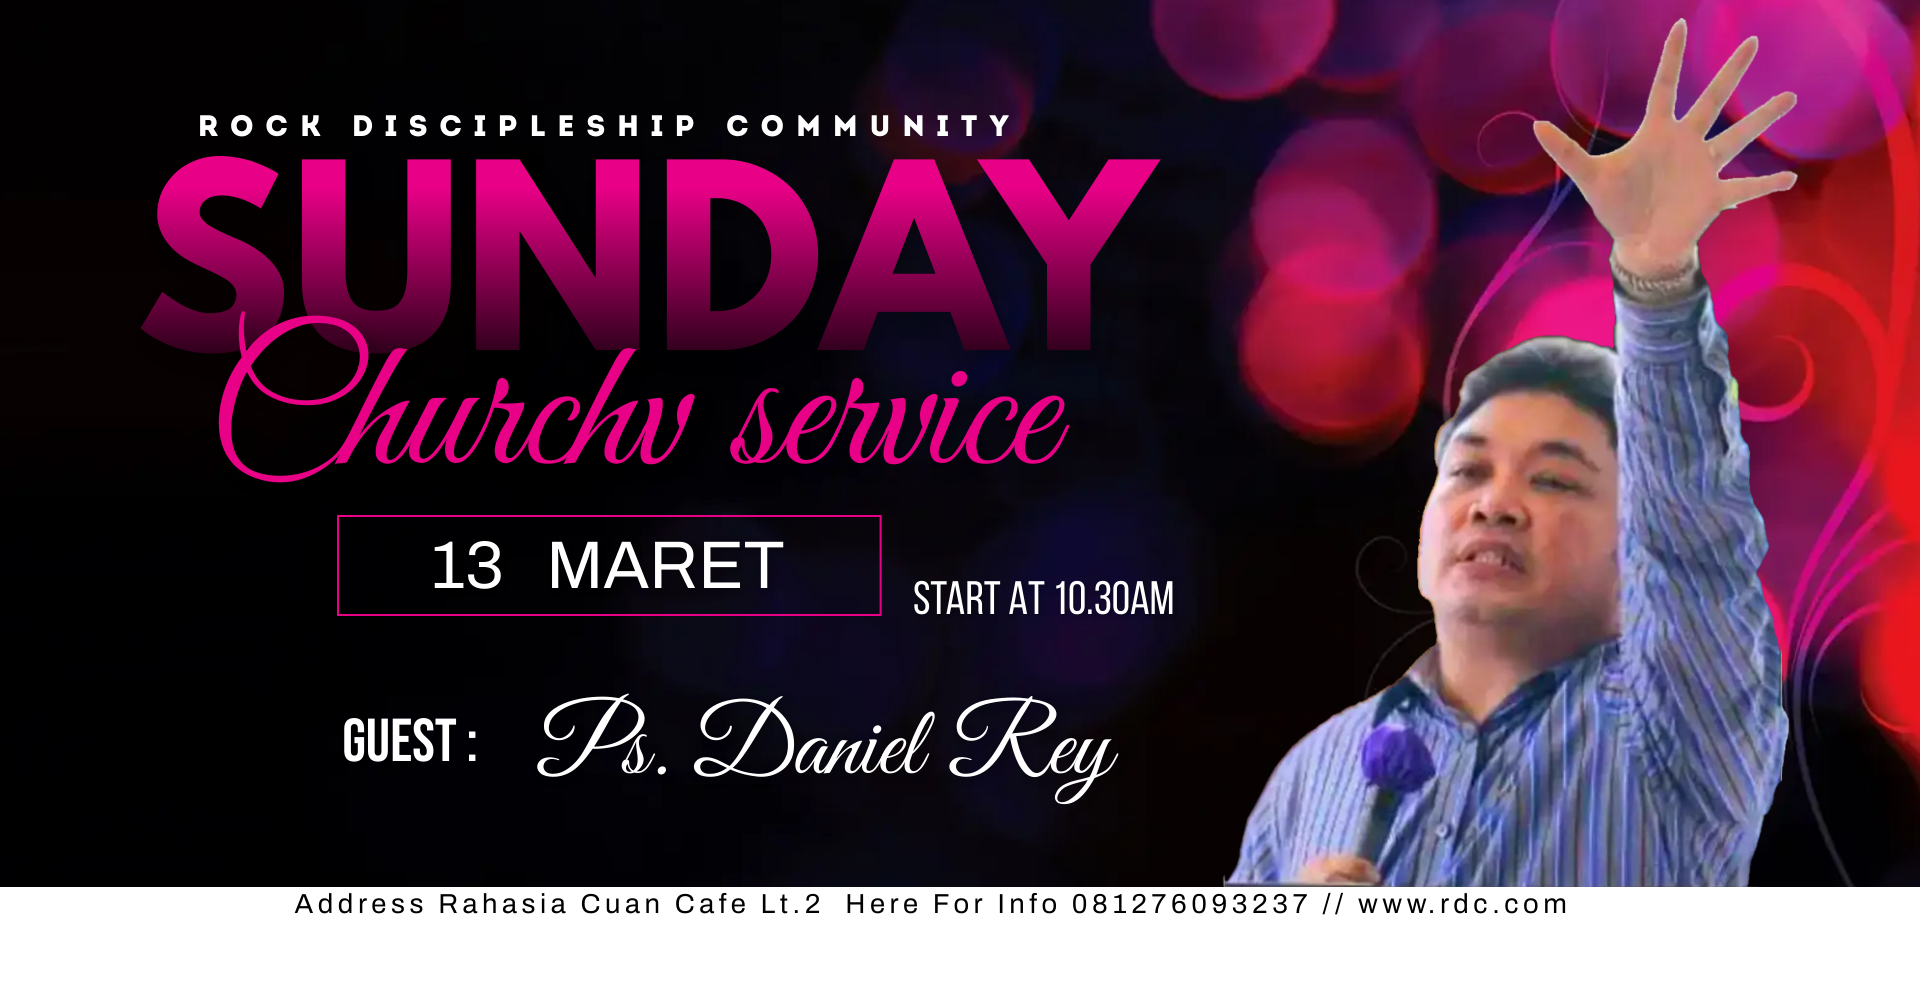 ROCK DISCIPLESHIP COMMUNITY
SUNDAY
Churchv service
13 MARET
START AT 10.30AM
GUEST : Ps. Daniel Rey
Address Rahasia Cuan Cafe Lt.2 Here For Info 081276093237 // www.rdc.com